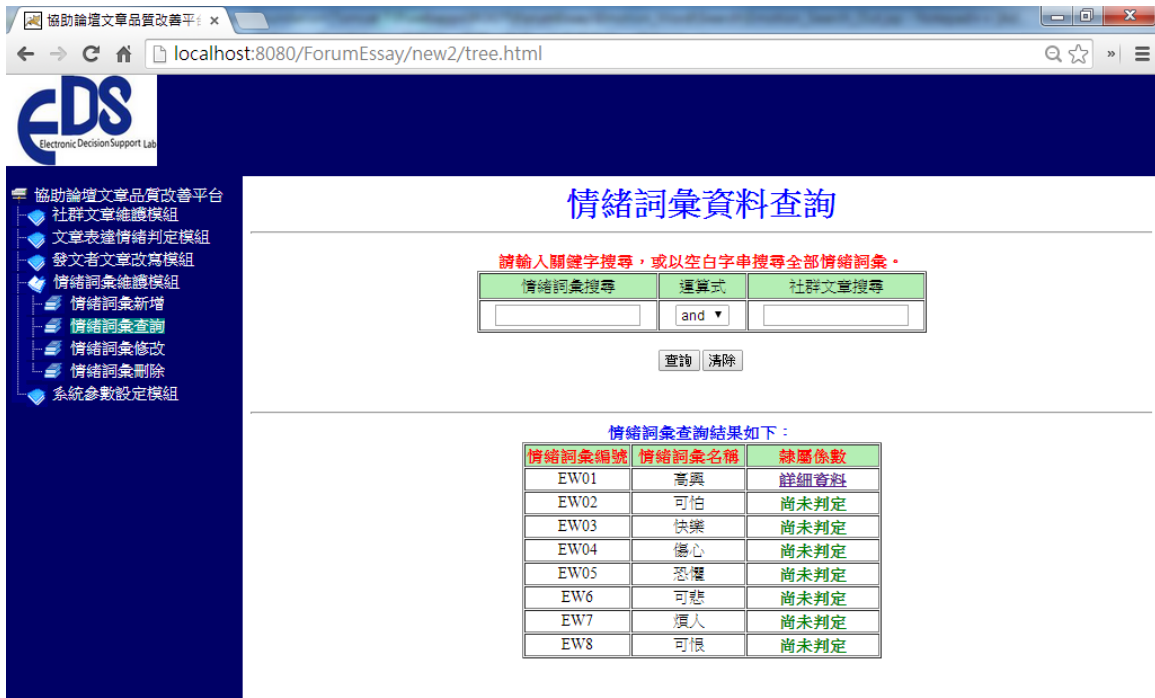 協助論壇文章品質改善平
localhost:8080/ForumEssay/new2/tree.html
EDS
Electronic Decision Support Lab
協助論壇文章品質改善平台
社群文章維護模組
文章表達情緒判定模組
發文者文章改寫模組
情緒詞彙維護模組
情緒詞彙新增
情緒詞彙查詢
情緒詞彙修改
情緒詞彙刪除
系統參數設定模組
情緒詞彙資料查詢
請輸入關鍵字搜尋，或以空白字串搜尋全部情緒詞彙。
情緒詞彙搜尋 運算式 社群文章搜尋
and
查詢 清除
情緒詞彙查詢結果如下：
情緒詞彙編號 情緒詞彙名稱 隸屬係數
EW01 高興 詳細資料
EW02 可怕 尚未判定
EW03 快樂 尚未判定
EW04 傷心 尚未判定
EW05 恐懼 尚未判定
EW6 可悲 尚未判定
EW7 煩人 尚未判定
EW8 可恨 尚未判定